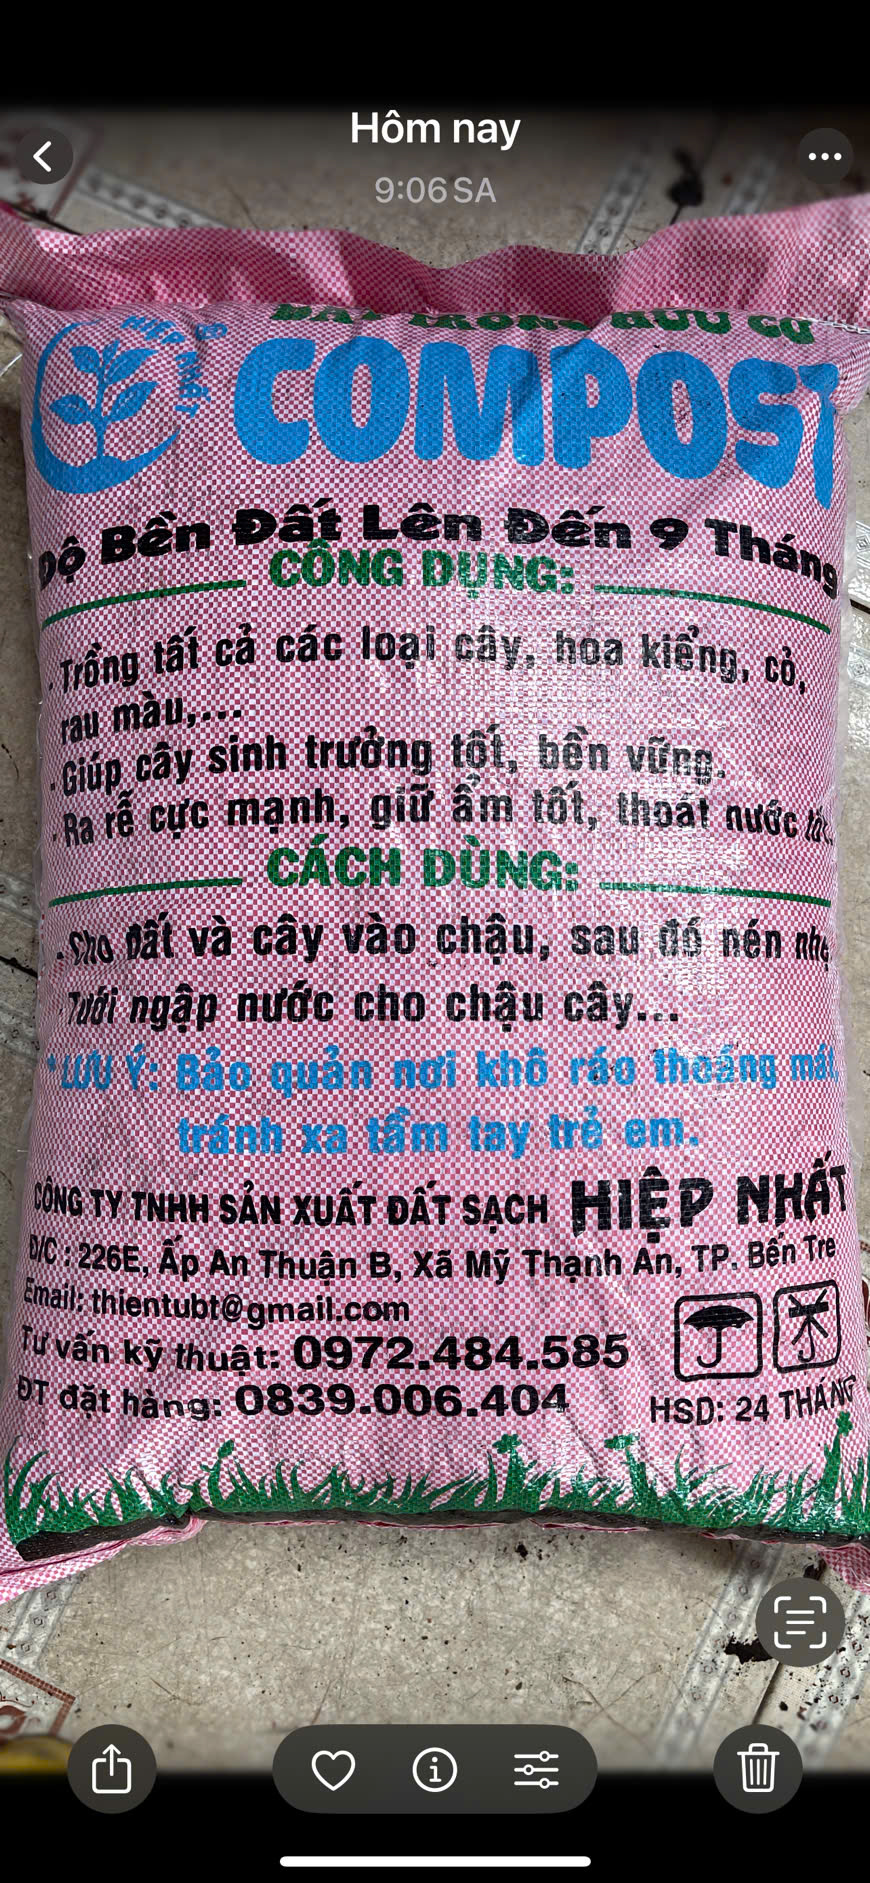 Hôm nay
9:06 SA
ĐẤT TRỒNG HỮU CƠ
HIỆP NHẤT
®
COMPOST
Độ Bền Đất Lên Đến 9 Tháng
CÔNG DỤNG:
- Trồng tất cả các loại cây, hoa kiểng, cỏ,
rau màu,...
- Giúp cây sinh trưởng tốt, bền vững.
- Ra rễ cực mạnh, giữ ẩm tốt, thoát nước tốt.
CÁCH DÙNG:
- Cho đất và cây vào chậu, sau đó nén nhẹ
- Tưới ngập nước cho chậu cây...
* LƯU Ý: Bảo quản nơi khô ráo thoáng mát,
tránh xa tầm tay trẻ em.
CÔNG TY TNHH SẢN XUẤT ĐẤT SẠCH HIỆP NHẤT
Đ/C : 226E, Ấp An Thuận B, Xã Mỹ Thạnh An, TP. Bến Tre
Email: thientubt@gmail.com
Tư vấn kỹ thuật: 0972.484.585
ĐT đặt hàng: 0839.006.404
HSD: 24 THÁNG